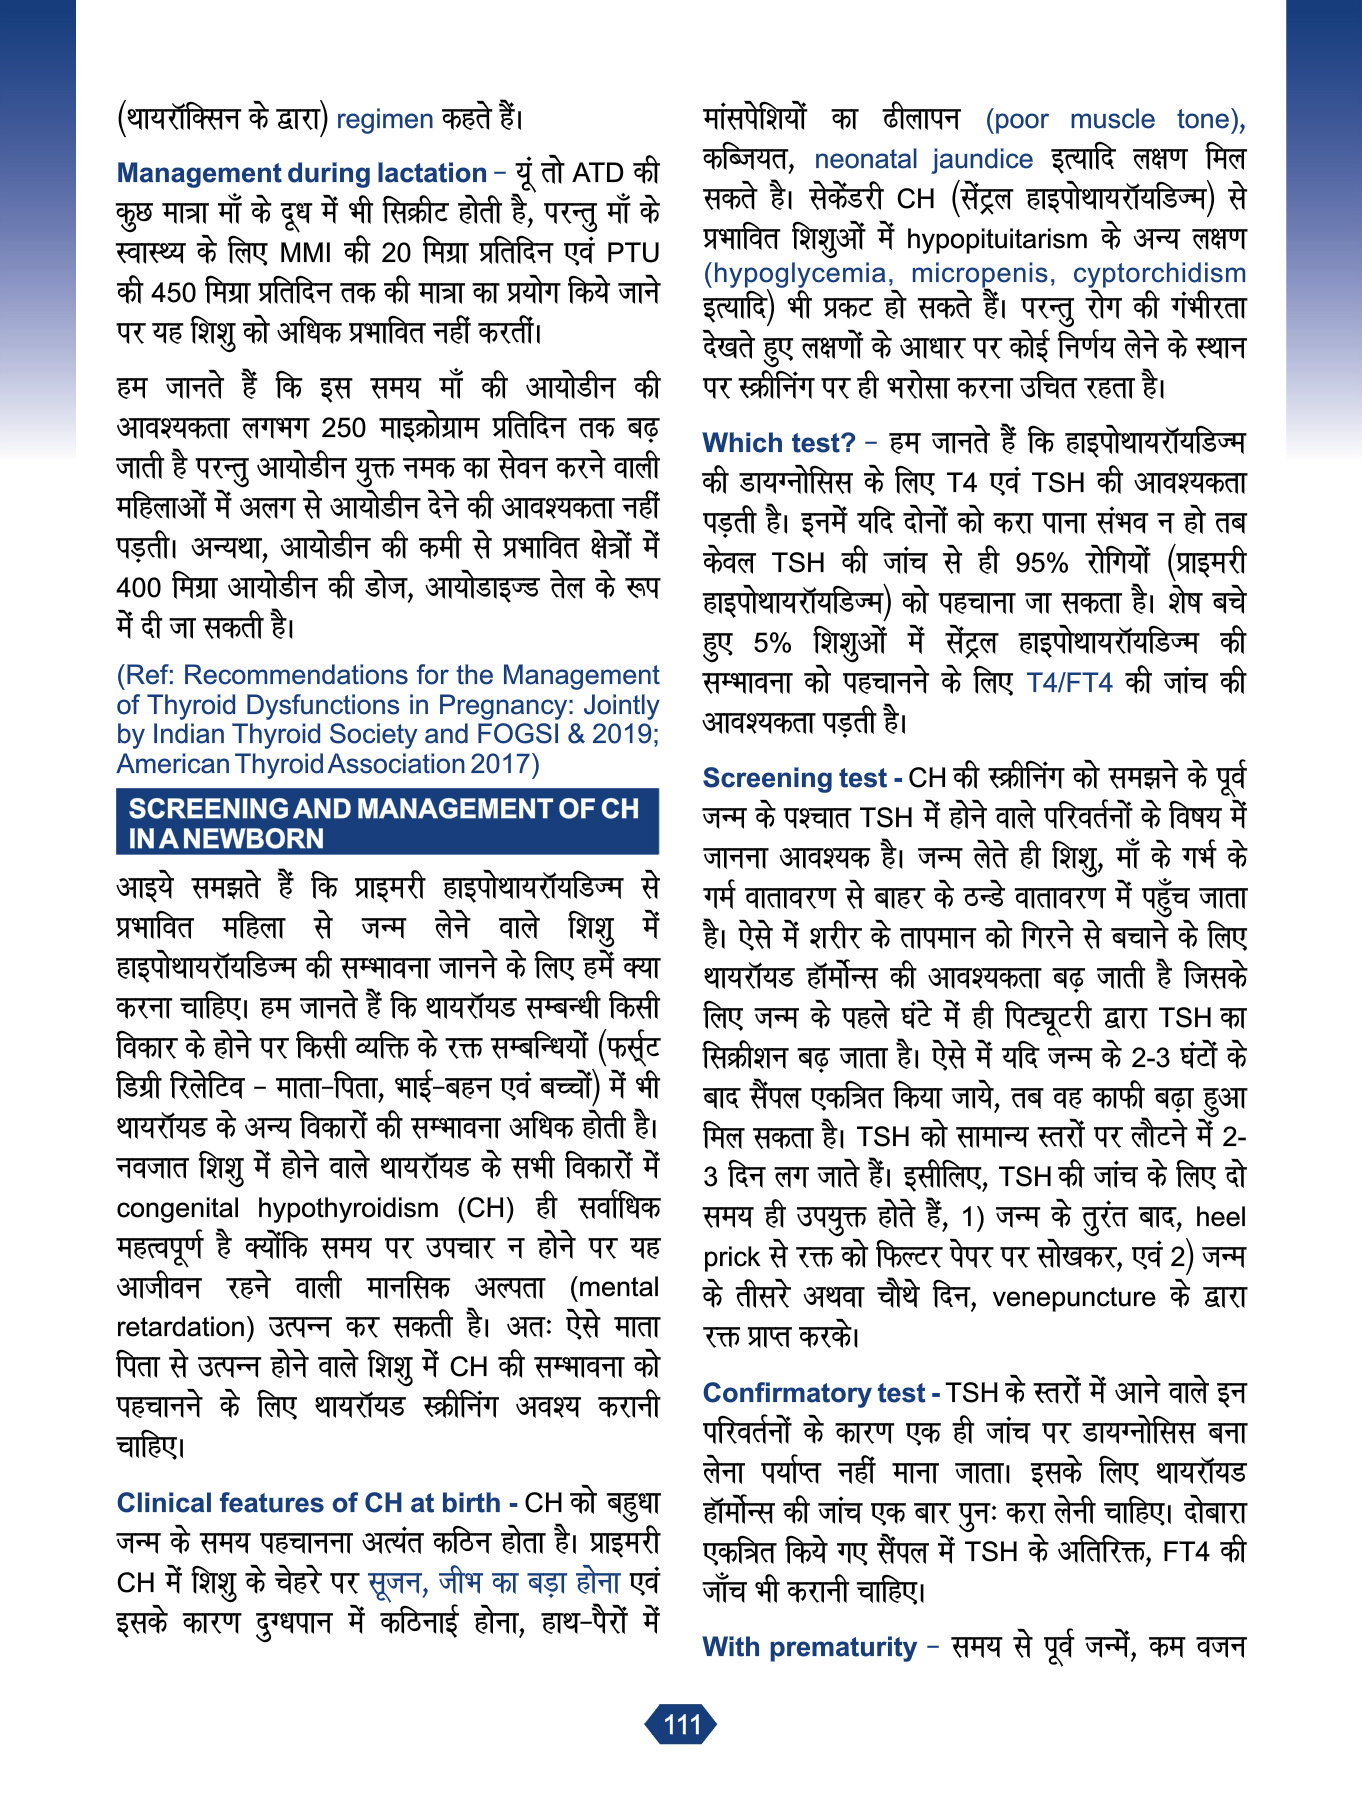 (थायरॉक्सिन के द्वारा) regimen कहते हैं।
Management during lactation – यूं तो ATD की
कुछ मात्रा माँ के दूध में भी सिक्रीट होती है, परन्तु माँ के
स्वास्थ्य के लिए MMI की 20 मिग्रा प्रतिदिन एवं PTU
की 450 मिग्रा प्रतिदिन तक की मात्रा का प्रयोग किये जाने
पर यह शिशु को अधिक प्रभावित नहीं करतीं।
हम जानते हैं कि इस समय माँ की आयोडीन की
आवश्यकता लगभग 250 माइक्रोग्राम प्रतिदिन तक बढ़
जाती है परन्तु आयोडीन युक्त नमक का सेवन करने वाली
महिलाओं में अलग से आयोडीन देने की आवश्यकता नहीं
पड़ती। अन्यथा, आयोडीन की कमी से प्रभावित क्षेत्रों में
400 मिग्रा आयोडीन की डोज, आयोडाइज्ड तेल के रूप
में दी जा सकती है।
(Ref: Recommendations for the Management
of Thyroid Dysfunctions in Pregnancy: Jointly
by Indian Thyroid Society and FOGSI & 2019;
American Thyroid Association 2017)
SCREENING AND MANAGEMENT OF CH
IN A NEWBORN
आइये समझते हैं कि प्राइमरी हाइपोथायरॉयडिज्म से
प्रभावित महिला से जन्म लेने वाले शिशु में
हाइपोथायरॉयडिज्म की सम्भावना जानने के लिए हमें क्या
करना चाहिए। हम जानते हैं कि थायरॉयड सम्बन्धी किसी
विकार के होने पर किसी व्यक्ति के रक्त सम्बन्धियों (फर्स्ट
डिग्री रिलेटिव – माता–पिता, भाई–बहन एवं बच्चों) में भी
थायरॉयड के अन्य विकारों की सम्भावना अधिक होती है।
नवजात शिशु में होने वाले थायरॉयड के सभी विकारों में
congenital hypothyroidism (CH) ही सर्वाधिक
महत्वपूर्ण है क्योंकि समय पर उपचार न होने पर यह
आजीवन रहने वाली मानसिक अल्पता (mental
retardation) उत्पन्न कर सकती है। अतः ऐसे माता
पिता से उत्पन्न होने वाले शिशु में CH की सम्भावना को
पहचानने के लिए थायरॉयड स्क्रीनिंग अवश्य करानी
चाहिए।
Clinical features of CH at birth - CH को बहुधा
जन्म के समय पहचानना अत्यंत कठिन होता है। प्राइमरी
CH में शिशु के चेहरे पर सूजन, जीभ का बड़ा होना एवं
इसके कारण दुग्धपान में कठिनाई होना, हाथ–पैरों में
मांसपेशियों का ढीलापन (poor muscle tone),
कब्जियत, neonatal jaundice इत्यादि लक्षण मिल
सकते है। सेकेंडरी CH (सेंट्रल हाइपोथायरॉयडिज्म) से
प्रभावित शिशुओं में hypopituitarism के अन्य लक्षण
(hypoglycemia, micropenis, cyptorchidism
इत्यादि) भी प्रकट हो सकते हैं। परन्तु रोग की गंभीरता
देखते हुए लक्षणों के आधार पर कोई निर्णय लेने के स्थान
पर स्क्रीनिंग पर ही भरोसा करना उचित रहता है।
Which test? – हम जानते हैं कि हाइपोथायरॉयडिज्म
की डायग्नोसिस के लिए T4 एवं TSH की आवश्यकता
पड़ती है। इनमें यदि दोनों को करा पाना संभव न हो तब
केवल TSH की जांच से ही 95% रोगियों (प्राइमरी
हाइपोथायरॉयडिज्म) को पहचाना जा सकता है। शेष बचे
हुए 5% शिशुओं में सेंट्रल हाइपोथायरॉयडिज्म की
सम्भावना को पहचानने के लिए T4/FT4 की जांच की
आवश्यकता पड़ती है।
Screening test - CH की स्क्रीनिंग को समझने के पूर्व
जन्म के पश्चात TSH में होने वाले परिवर्तनों के विषय में
जानना आवश्यक है। जन्म लेते ही शिशु, माँ के गर्भ के
गर्म वातावरण से बाहर के ठन्डे वातावरण में पहुँच जाता
है। ऐसे में शरीर के तापमान को गिरने से बचाने के लिए
थायरॉयड हॉर्मोन्स की आवश्यकता बढ़ जाती है जिसके
लिए जन्म के पहले घंटे में ही पिट्यूटरी द्वारा TSH का
सिक्रीशन बढ़ जाता है। ऐसे में यदि जन्म के 2-3 घंटों के
बाद सैंपल एकत्रित किया जाये, तब वह काफी बढ़ा हुआ
मिल सकता है। TSH को सामान्य स्तरों पर लौटने में 2-
3 दिन लग जाते हैं। इसीलिए, TSH की जांच के लिए दो
समय ही उपयुक्त होते हैं, 1) जन्म के तुरंत बाद, heel
prick से रक्त को फिल्टर पेपर पर सोखकर, एवं 2) जन्म
के तीसरे अथवा चौथे दिन, venepuncture के द्वारा
रक्त प्राप्त करके।
Confirmatory test - TSH के स्तरों में आने वाले इन
परिवर्तनों के कारण एक ही जांच पर डायग्नोसिस बना
लेना पर्याप्त नहीं माना जाता। इसके लिए थायरॉयड
हॉर्मोन्स की जांच एक बार पुनः करा लेनी चाहिए। दोबारा
एकत्रित किये गए सैंपल में TSH के अतिरिक्त, FT4 की
जाँच भी करानी चाहिए।
With prematurity – समय से पूर्व जन्में, कम वजन
111